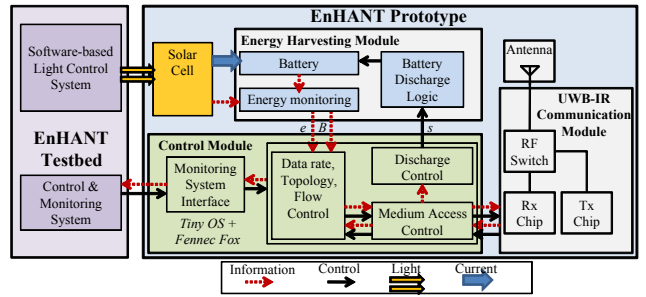 EnHANT Prototype
Software-based
Light Control
System
Solar
Cell
Energy Harvesting Module
Battery
Battery
Discharge
Logic
Energy monitoring
Antenna
UWB-IR
Communication
Module
e
B
s
EnHANT
Testbed
Control &
Monitoring
System
Control Module
Monitoring
System
Interface
Tiny OS +
Fennec Fox
Data rate,
Topology,
Flow
Control
Discharge
Control
Medium Access
Control
RF
Switch
Rx
Chip
Tx
Chip
Information
Control
Light
Current